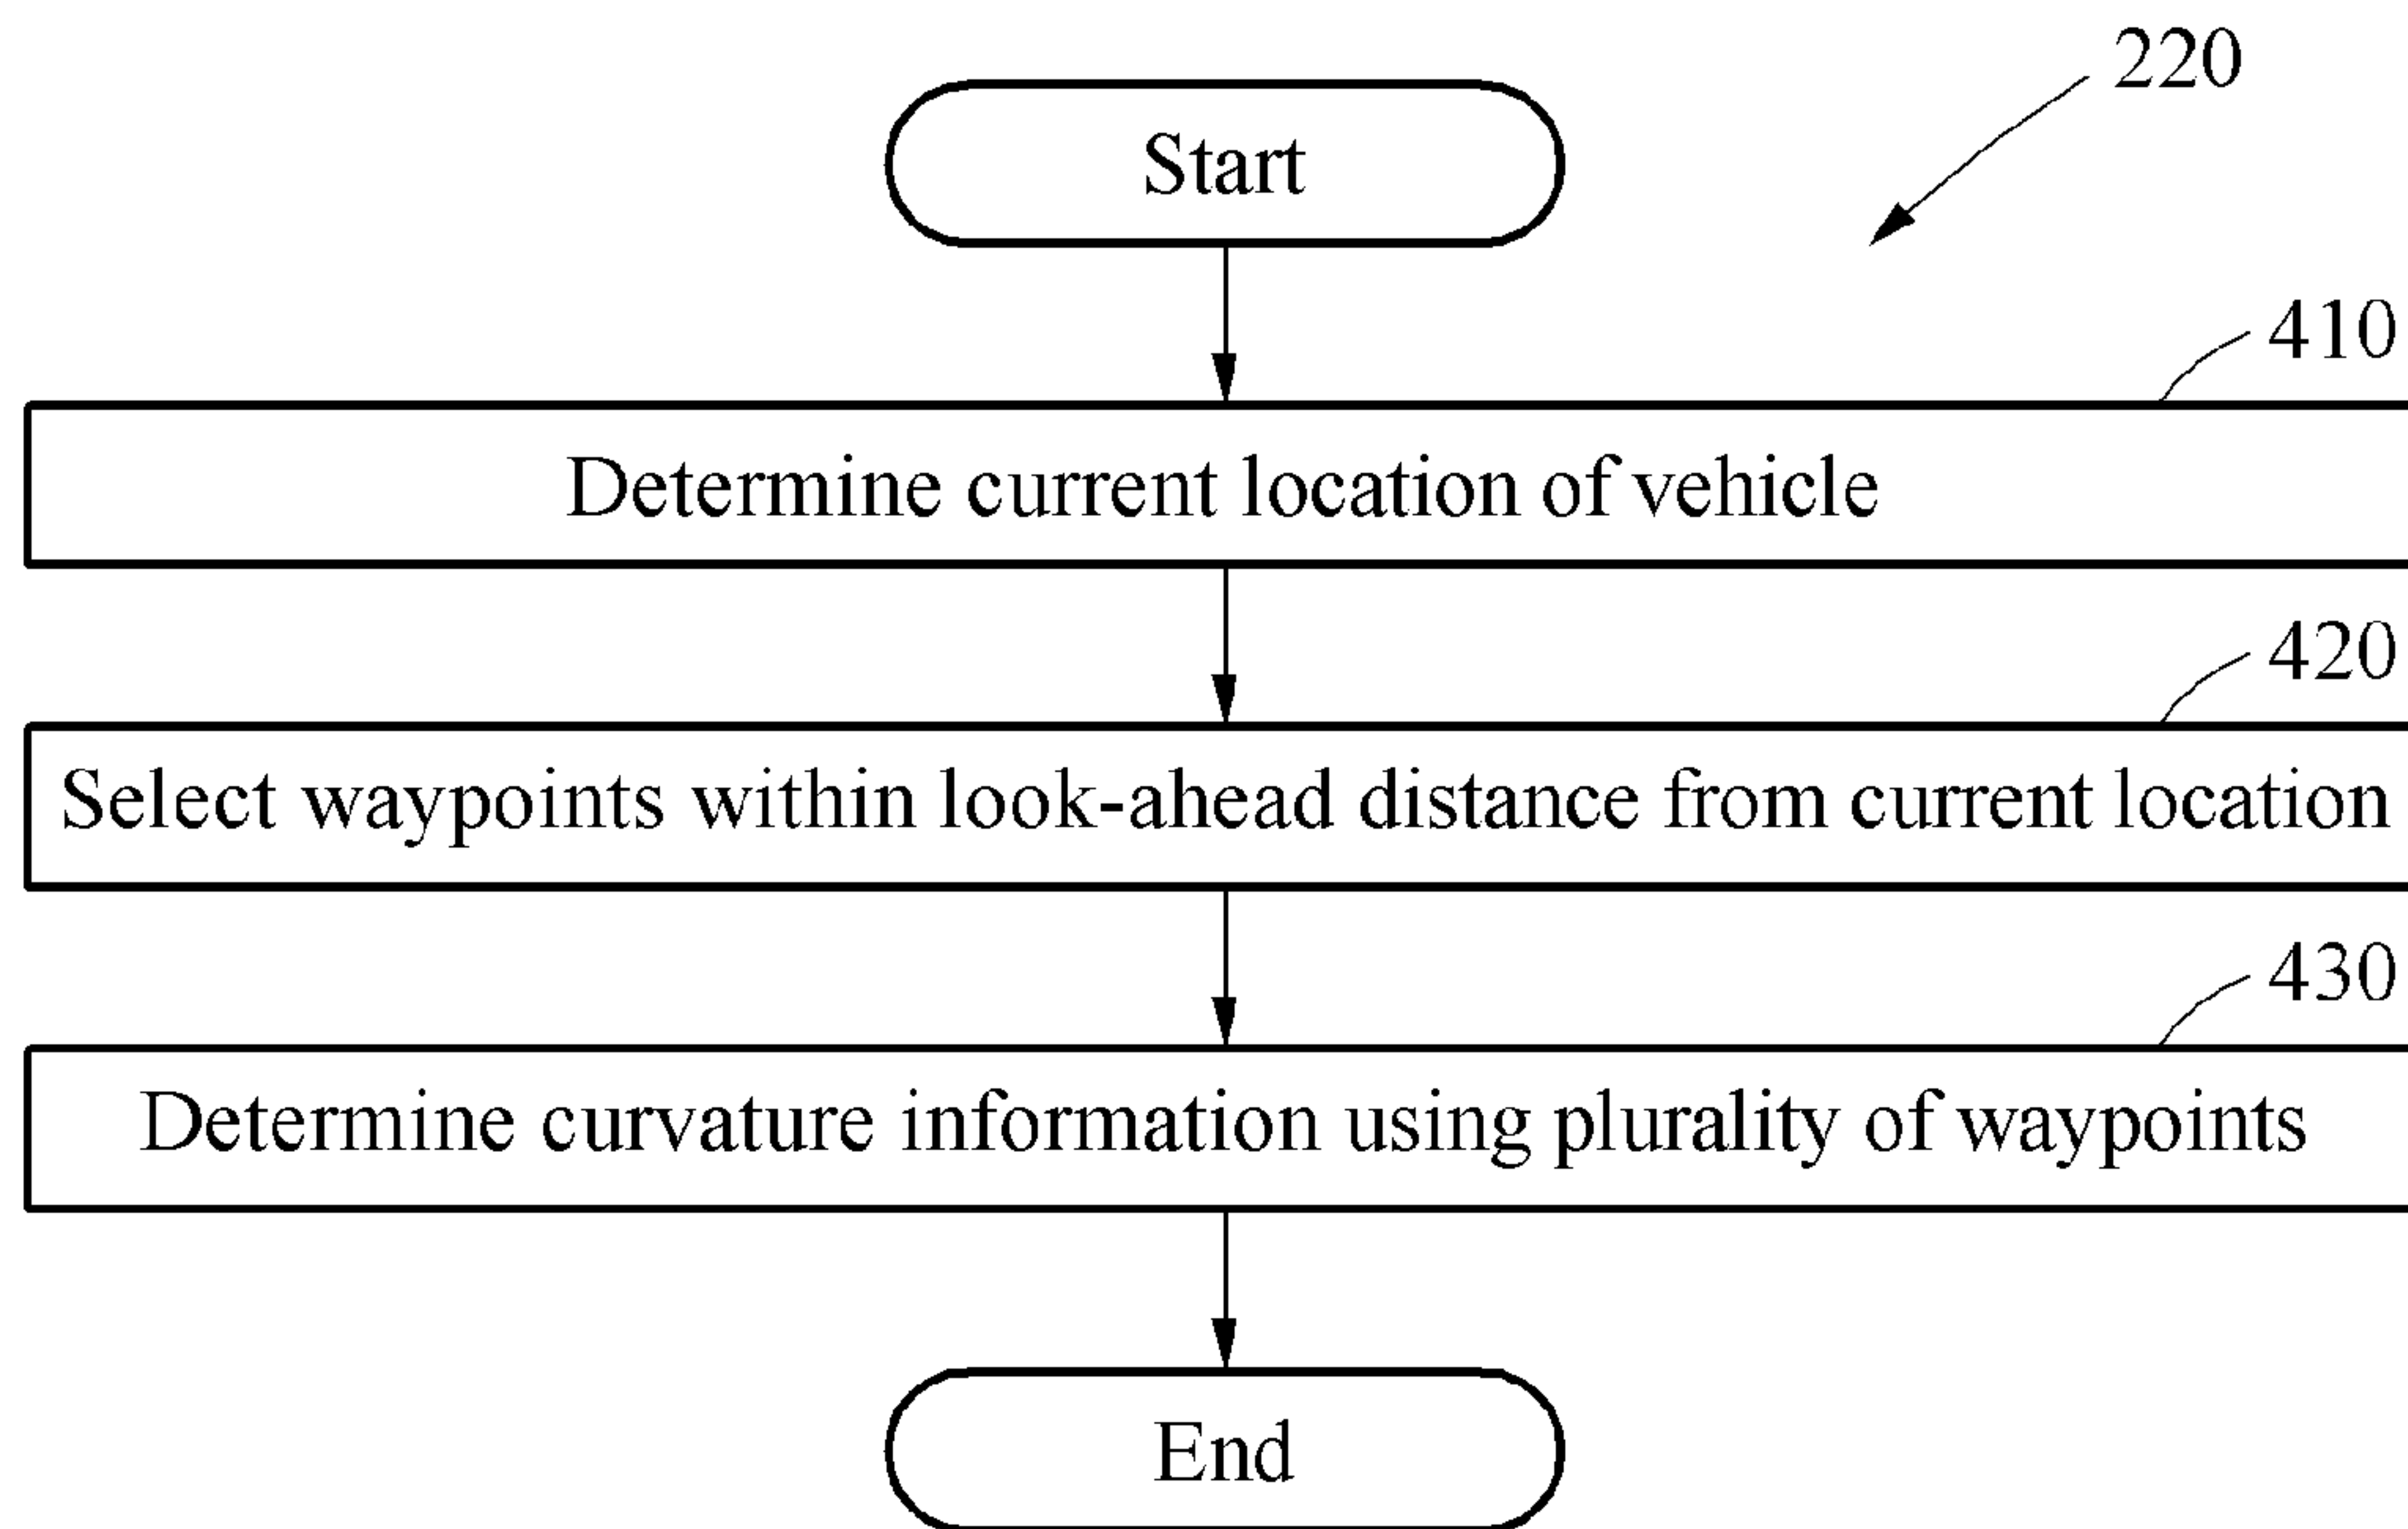 220
Start
410
Determine current location of vehicle
420
Select waypoints within look-ahead distance from current location
430
Determine curvature information using plurality of waypoints
End